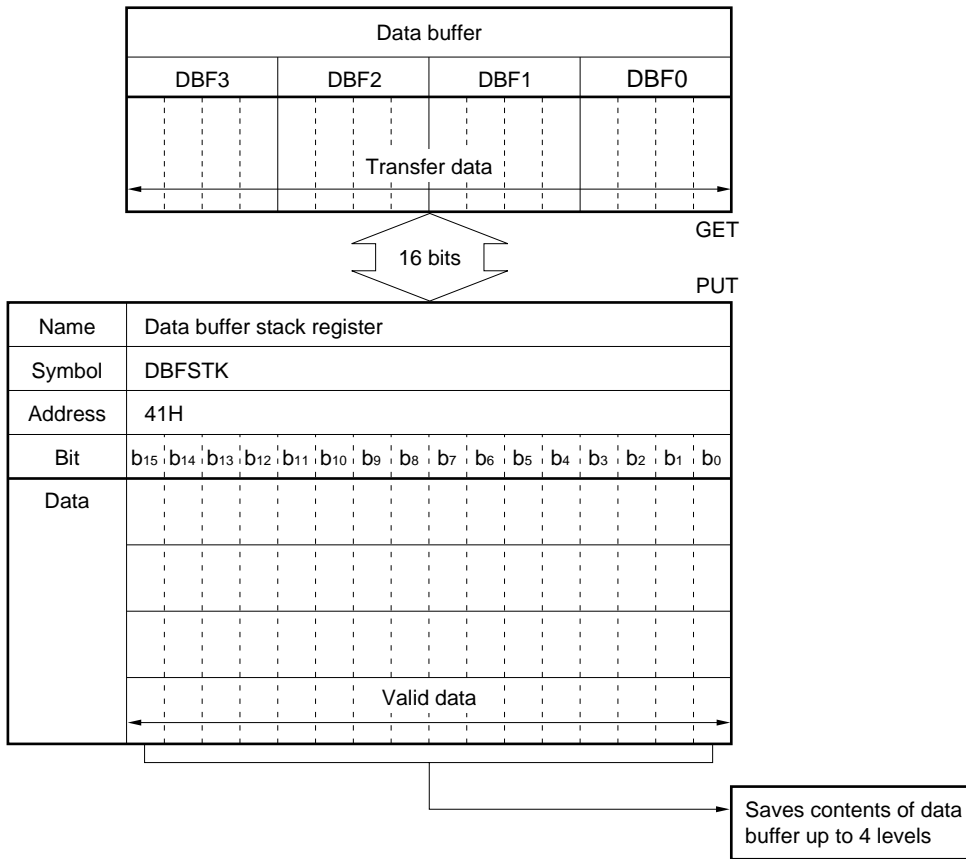 Data buffer
DBF3 DBF2 DBF1 DBF0
Transfer data
GET
16 bits
PUT
Name Data buffer stack register
Symbol DBFSTK
Address 41H
Bit b15 b14 b13 b12 b11 b10 b9 b8 b7 b6 b5 b4 b3 b2 b1 b0
Data
Valid data
Saves contents of data
buffer up to 4 levels